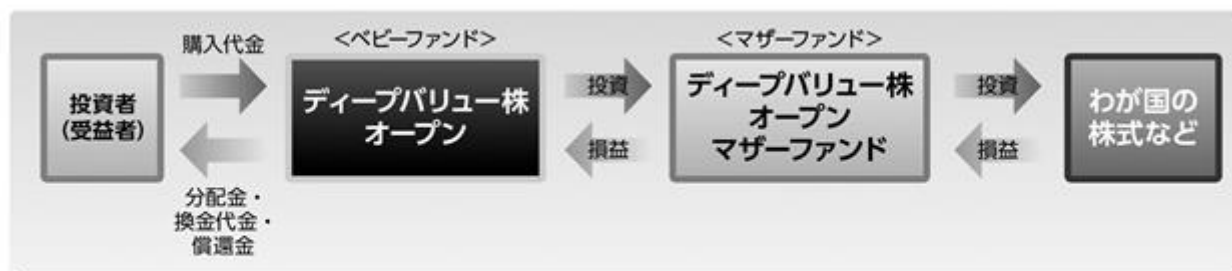 投資者
(受益者)
購入代金
分配金・
換金代金・
償還金
<ベビーファンド>
ディープバリュー株
オープン
投資
損益
<マザーファンド>
ディープバリュー株
オープン
マザーファンド
投資
損益
わが国の
株式など